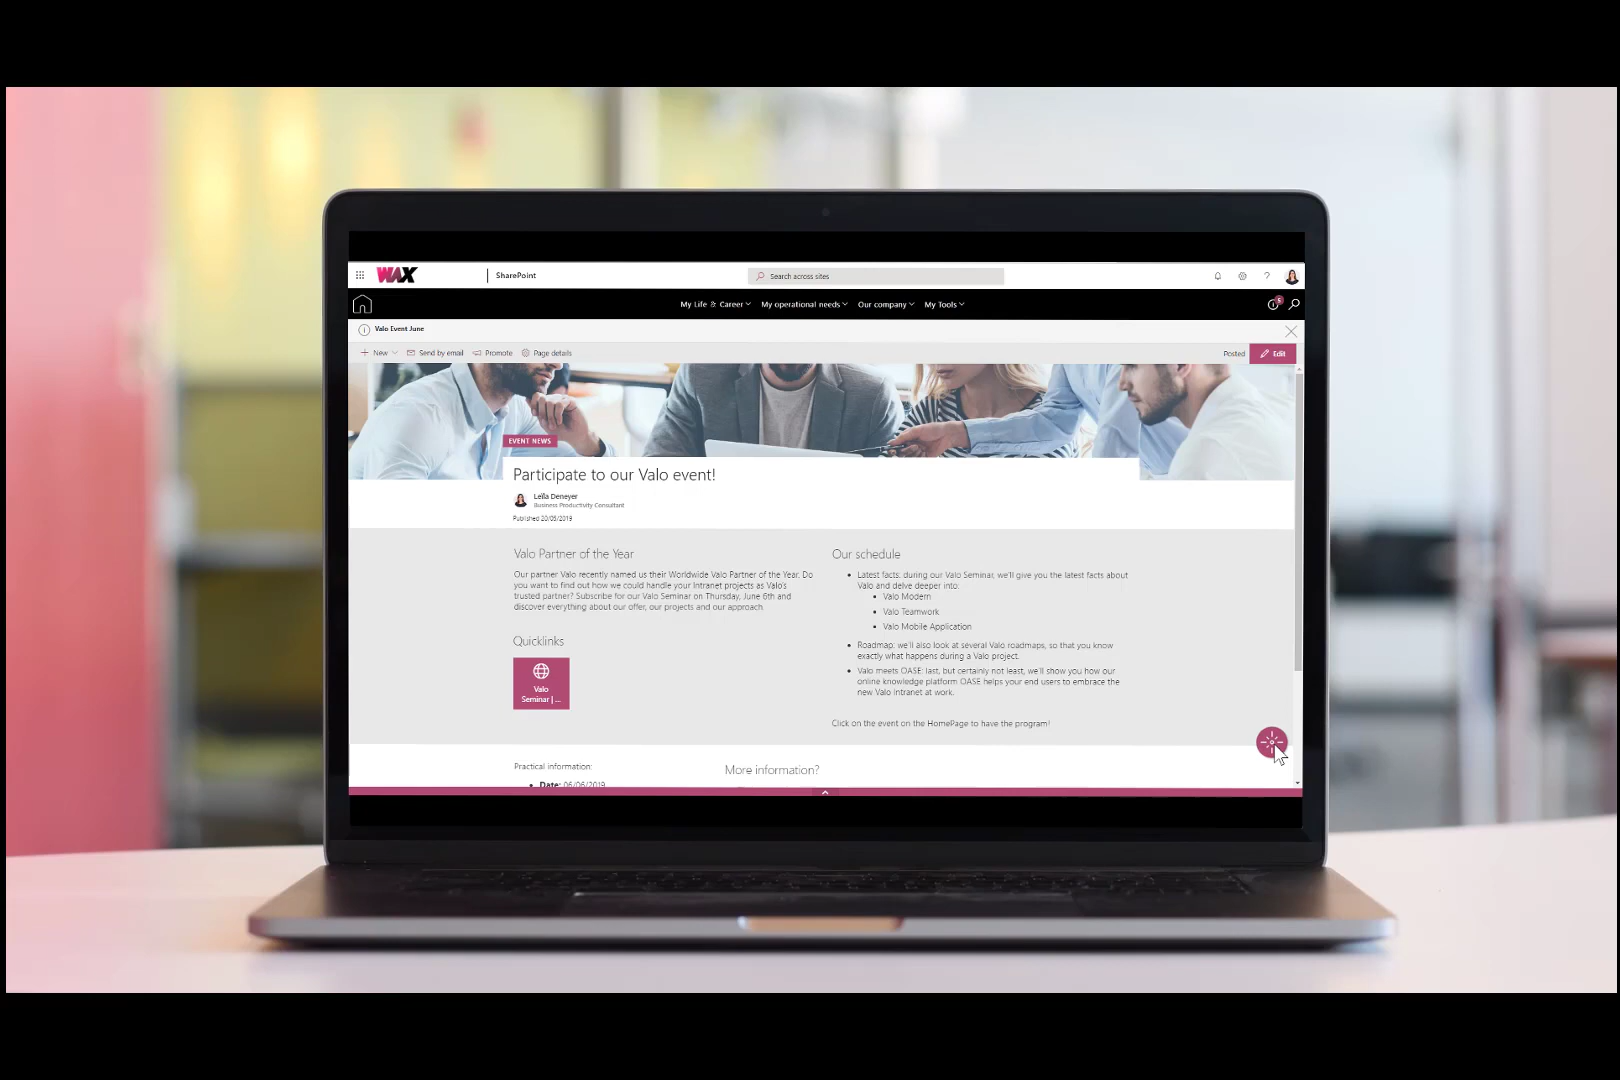 WAX
SharePoint
Search across sites
My Life & Career
My operational needs
Our company
My Tools
Valo Event June
New
Send by email
Promote
Page details
Posted
Edit
EVENT NEWS
Participate to our Valo event!
Leïla Deneyer
Business Productivity Consultant
Published 20/05/2019
Valo Partner of the Year
Our partner Valo recently named us their Worldwide Valo Partner of the Year. Do
you want to find out how we could handle your Intranet projects as Valo's
trusted partner? Subscribe for our Valo Seminar on Thursday, June 6th and
discover everything about our offer, our projects and our approach
Quicklinks
Valo
Seminar | ...
Our schedule
Latest facts: during our Valo Seminar, we'll give you the latest facts about
Valo and delve deeper into:
Valo Modern
Valo Teamwork
Valo Mobile Application
Roadmap: we'll also look at several Valo roadmaps, so that you know
exactly what happens during a Valo project.
Valo meets OASE: last, but certainly not least, we'll show you how our
online knowledge platform OASE helps your end users to embrace the
new Valo intranet at work.
Click on the event on the HomePage to have the program!
Practical information:
Date: 06/06/2019
More information?